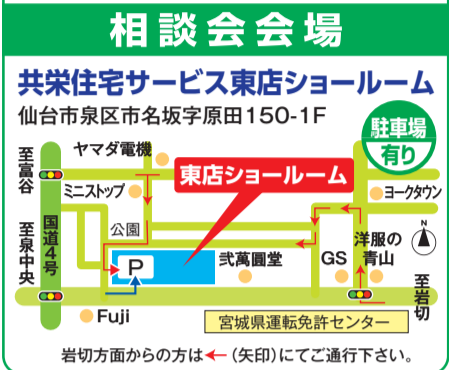 相談会会場
共栄住宅サービス東店ショールーム
仙台市泉区市名坂字原田150-1F
駐車場
有り
至富谷
ヤマダ電機
東店ショールーム
ミニストップ
ヨークタウン
国道4号
至泉中央
公園
P
弐萬圓堂
GS
洋服の
青山
N
至岩切
Fuji
宮城県運転免許センター
岩切方面からの方は←(矢印)にてご通行下さい。